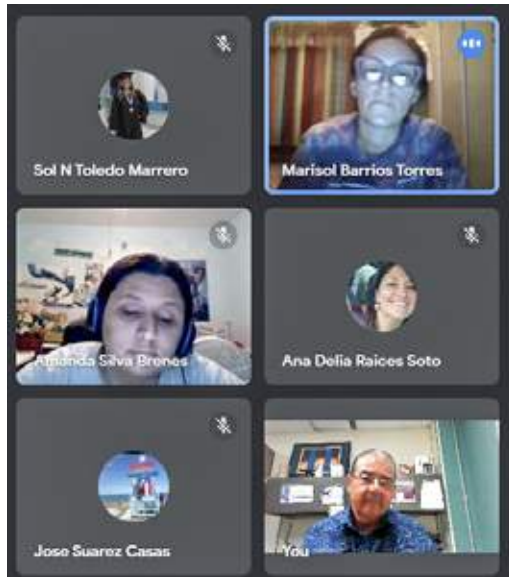 Sol N Toledo Marrero
Marisol Barrios Torres
Amanda Silva Brenes
Ana Delia Raices Soto
Jose Suarez Casas
You